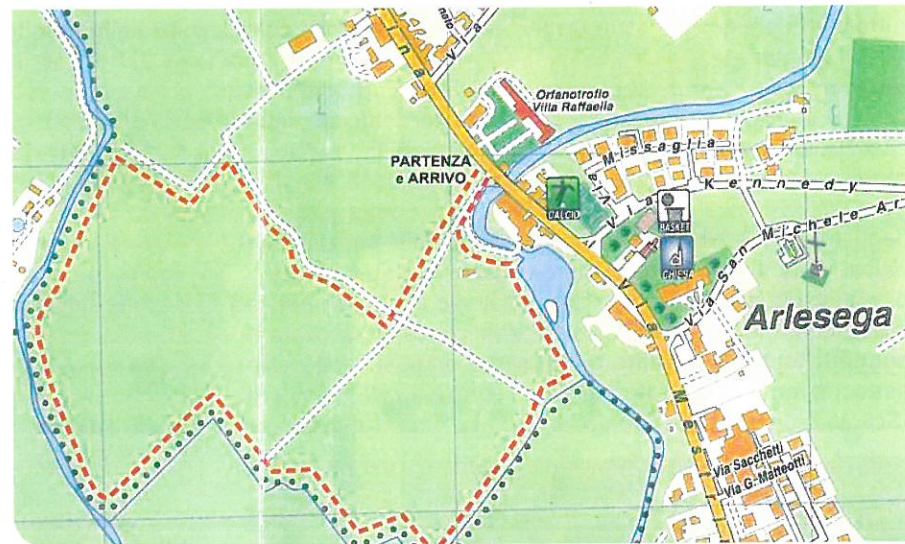 Orfanotrofio
Villa Raffaella
PARTENZA
e ARRIVO
Missaglia
Kennedy
CALCIO
BASKET
CHIESA
Via San Michele Ar
Arlesega
Via Mestrina
Via Sacchetti
Via G. Matteotti